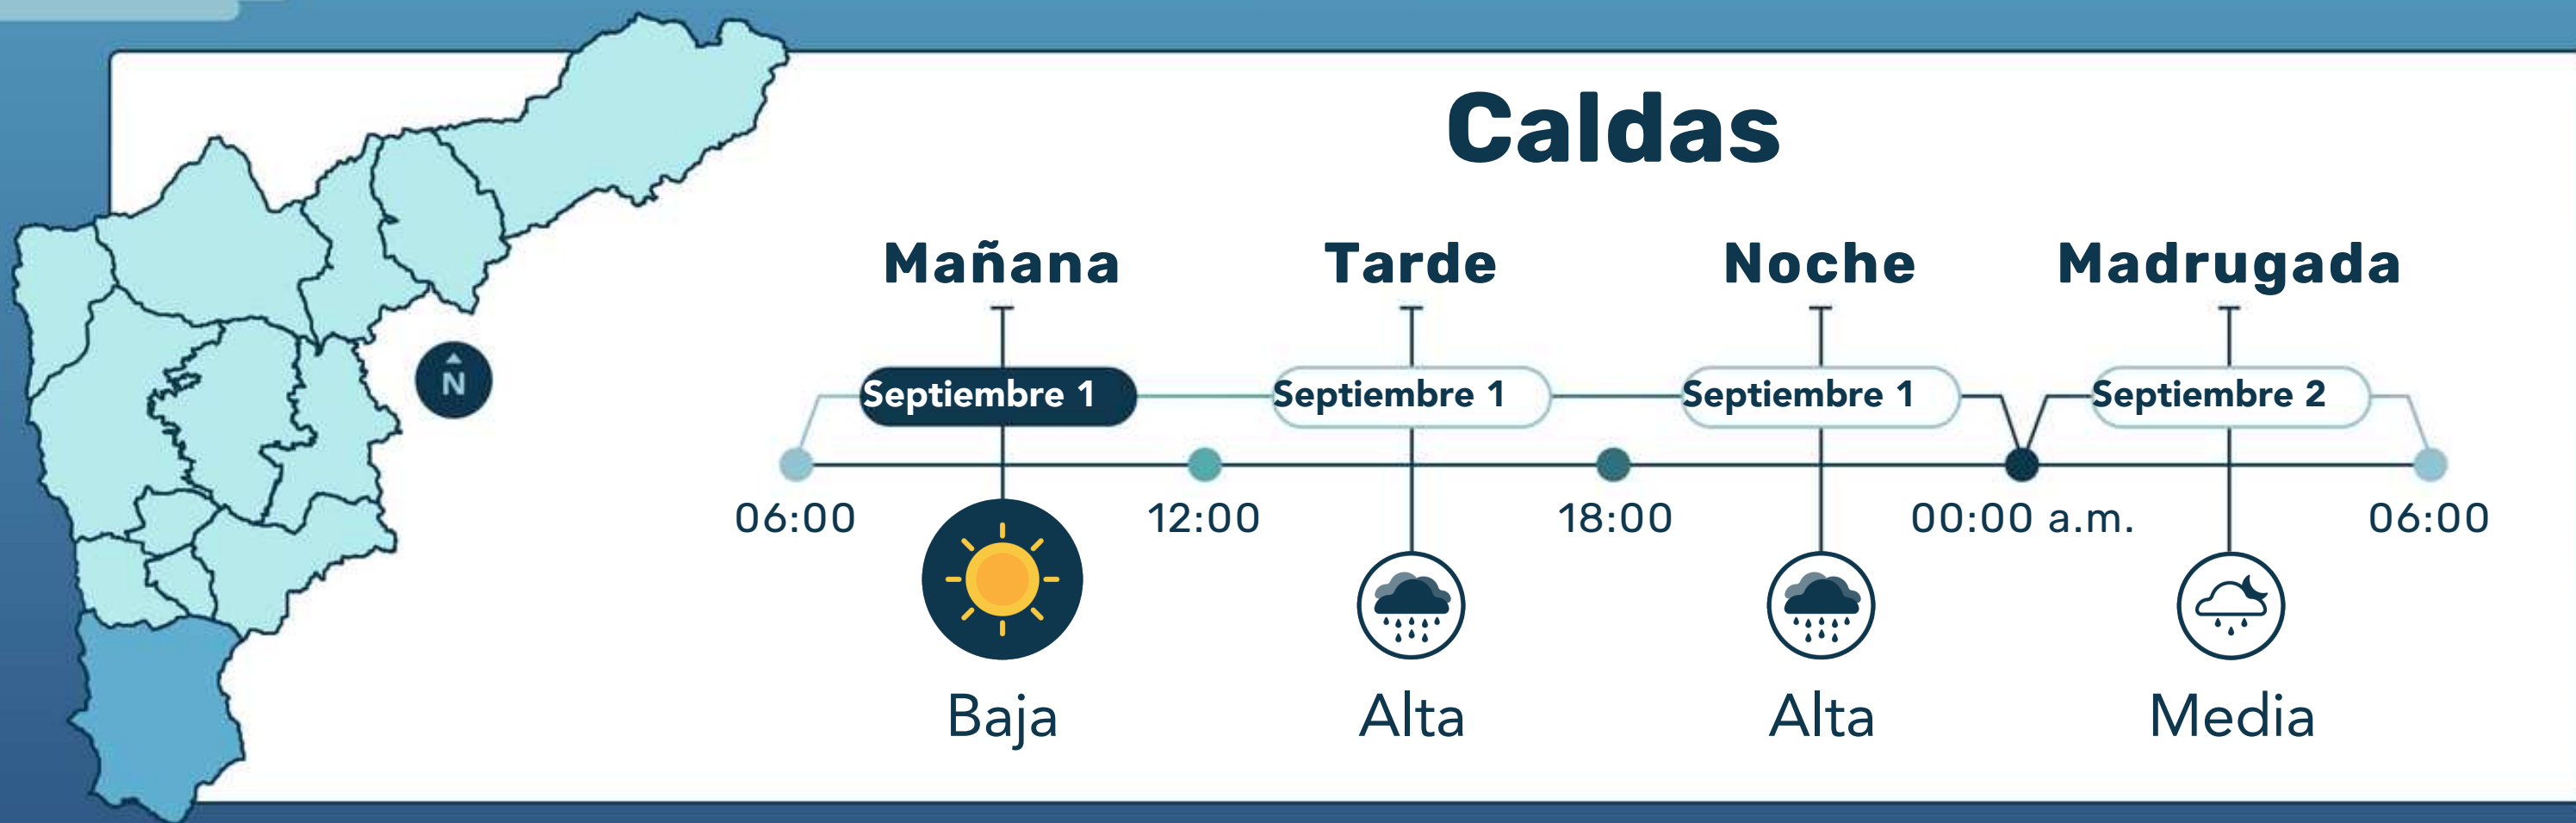 Caldas
Mañana Tarde Noche Madrugada
N
Septiembre 1 Septiembre 1 Septiembre 1 Septiembre 2
06:00 12:00 18:00 00:00 a.m. 06:00
Baja Alta Alta Media